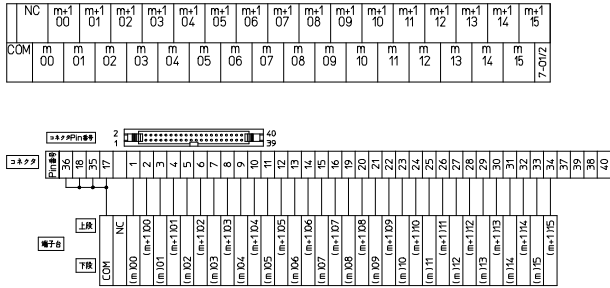 NC m+1 m+1 m+1 m+1 m+1 m+1 m+1 m+1 m+1 m+1 m+1 m+1 m+1 m+1 m+1 m+1
00 01 02 03 04 05 06 07 08 09 10 11 12 13 14 15
COM m m m m m m m m m m m m m m m m 7-01/2
00 01 02 03 04 05 06 07 08 09 10 11 12 13 14 15
コネクタPin番号 2 40
1 39
コネクタ Pin番号 36 18 35 17 1 2 3 4 5 6 7 8 9 10 11 12 13 14 15 16 19 20 21 22 23 24 25 26 27 28 29 30 31 32 33 34 37 38 39 40
上段 NC (m+1)00 (m+1)01 (m+1)02 (m+1)03 (m+1)04 (m+1)05 (m+1)06 (m+1)07 (m+1)08 (m+1)09 (m+1)10 (m+1)11 (m+1)12 (m+1)13 (m+1)14 (m+1)15
端子台
下段 COM (m)00 (m)01 (m)02 (m)03 (m)04 (m)05 (m)06 (m)07 (m)08 (m)09 (m)10 (m)11 (m)12 (m)13 (m)14 (m)15